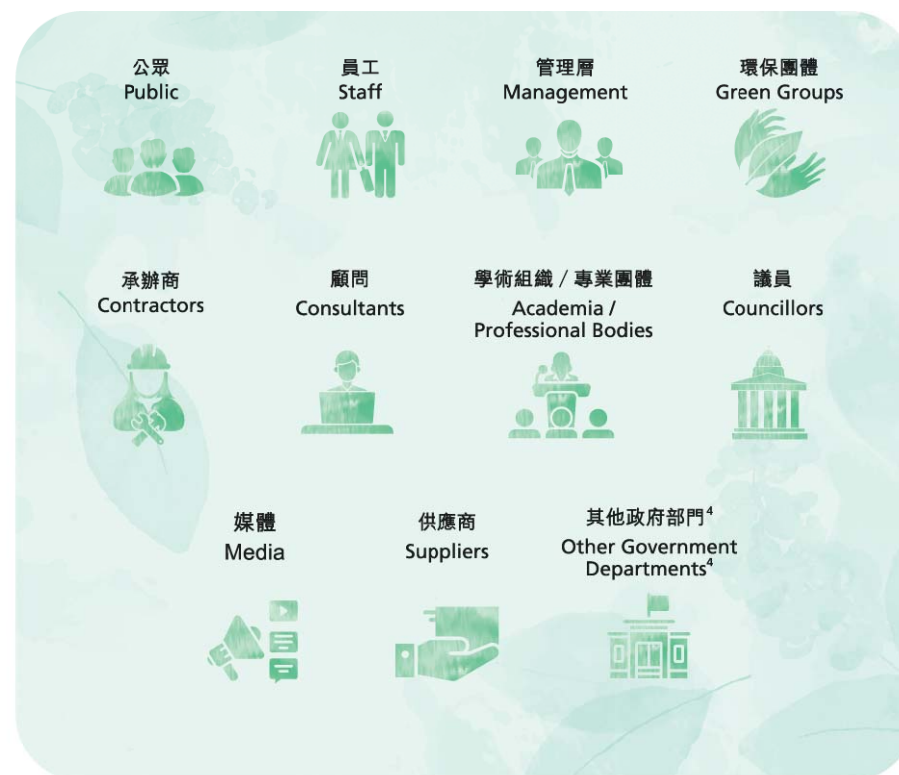 公眾
Public
員工
Staff
管理層
Management
環保團體
Green Groups
承辦商
Contractors
顧問
Consultants
學術組織 / 專業團體
Academia /
Professional Bodies
議員
Councillors
媒體
Media
供應商
Suppliers
其他政府部門⁴
Other Government
Departments⁴